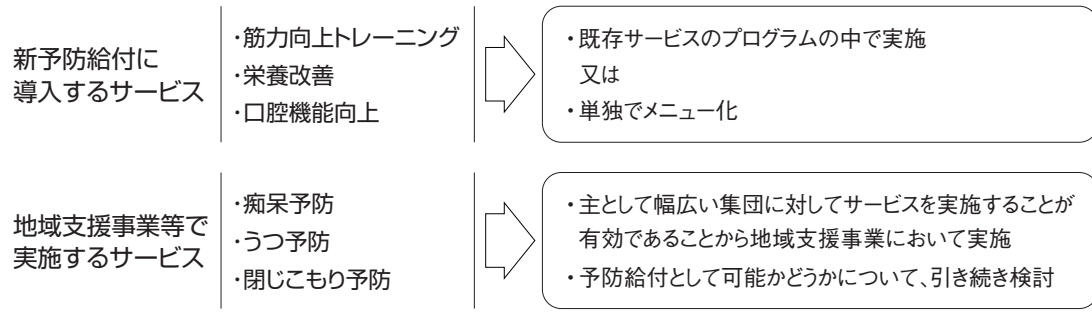 新予防給付に
導入するサービス
・筋力向上トレーニング
・栄養改善
・口腔機能向上
・既存サービスのプログラムの中で実施
又は
・単独でメニュー化
地域支援事業等で
実施するサービス
・痴呆予防
・うつ予防
・閉じこもり予防
・主として幅広い集団に対してサービスを実施することが
有効であることから地域支援事業において実施
・予防給付として可能かどうかについて、引き続き検討